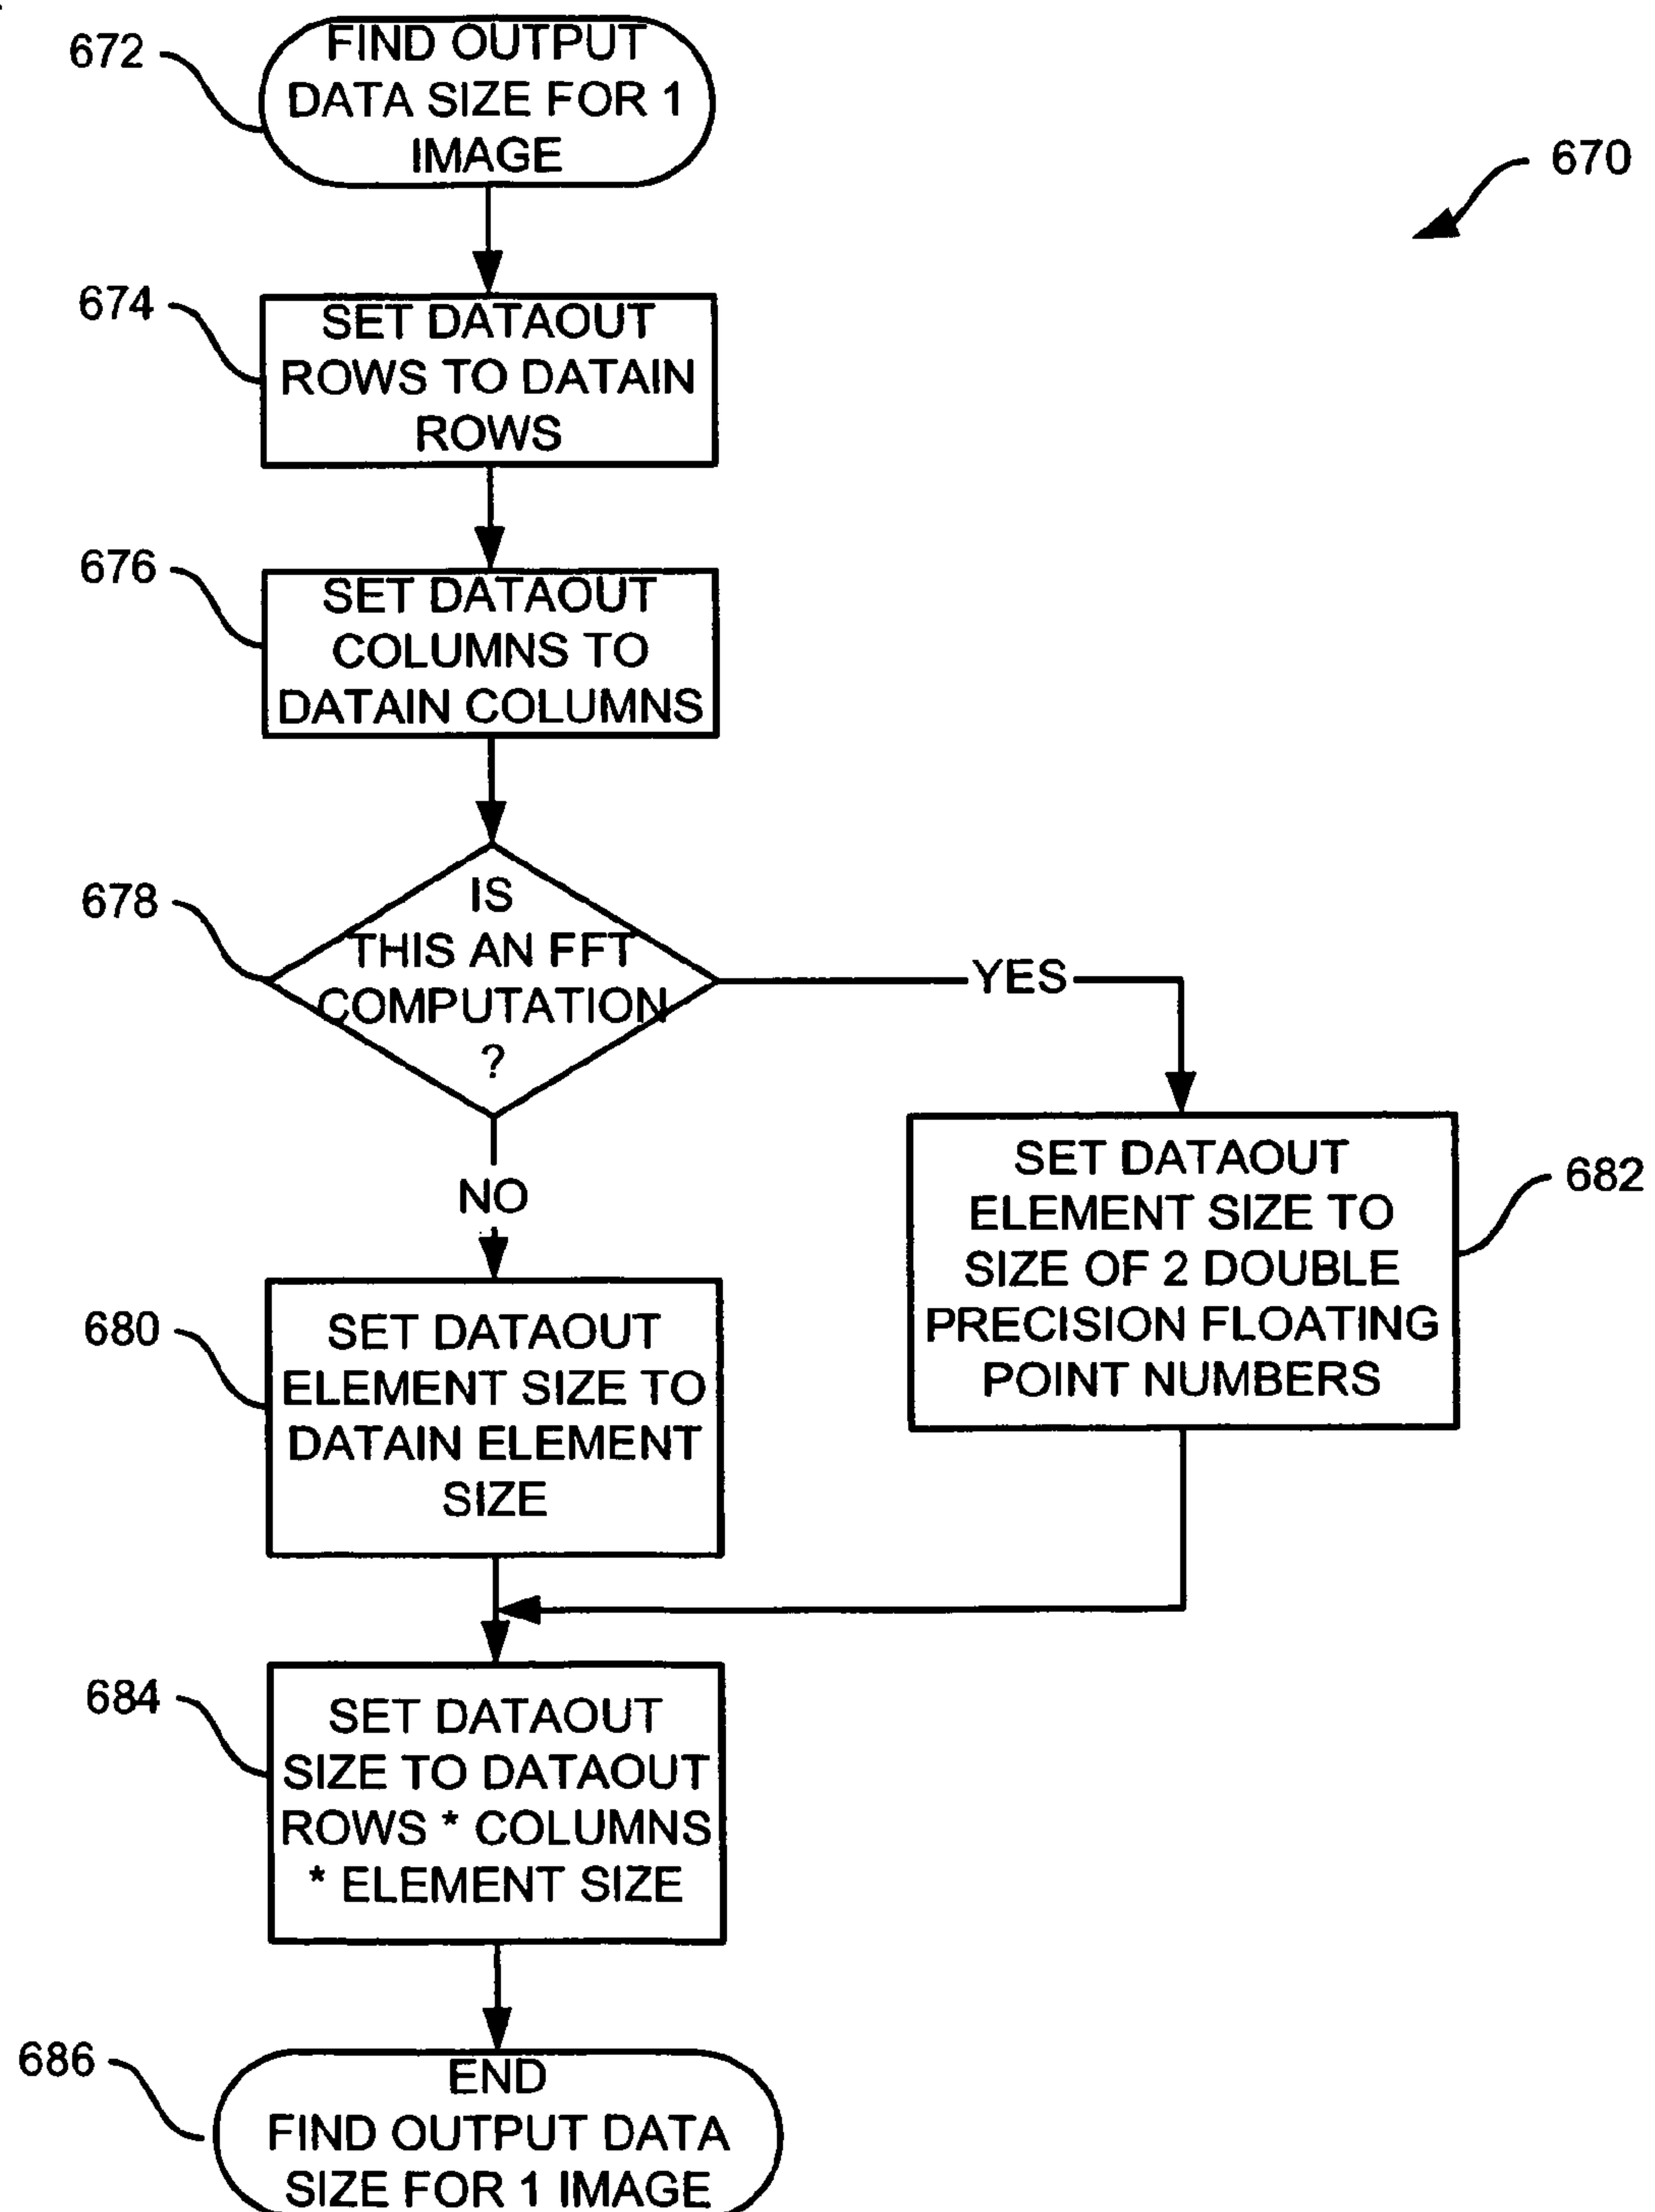 672
FIND OUTPUT
DATA SIZE FOR 1
IMAGE
670
674
SET DATAOUT
ROWS TO DATAIN
ROWS
676
SET DATAOUT
COLUMNS TO
DATAIN COLUMNS
678
IS
THIS AN FFT
COMPUTATION
?
YES
NO
682
SET DATAOUT
ELEMENT SIZE TO
SIZE OF 2 DOUBLE
PRECISION FLOATING
POINT NUMBERS
680
SET DATAOUT
ELEMENT SIZE TO
DATAIN ELEMENT
SIZE
684
SET DATAOUT
SIZE TO DATAOUT
ROWS * COLUMNS
* ELEMENT SIZE
686
END
FIND OUTPUT DATA
SIZE FOR 1 IMAGE